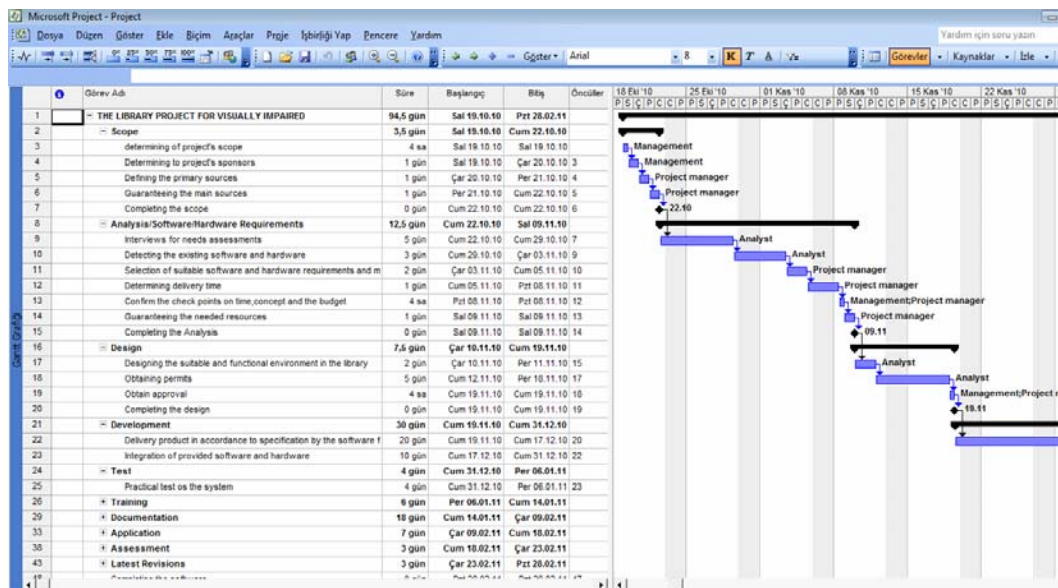 Microsoft Project - Project
Dosya Düzen Göster Ekle Biçim Araçlar Proje İşbirliği Yap Pencere Yardım Yardım için soru yazın
Göster Arial 8 K T A Görevler Kaynaklar İzle
Görev Adı Süre Başlangıç Bitiş Öncüller 18 Eki '10 25 Eki '10 01 Kas '10 08 Kas '10 15 Kas '10 22 Kas '10
1 THE LIBRARY PROJECT FOR VISUALLY IMPAIRED 94,5 gün Sal 19.10.10 Pzt 28.02.11
2 Scope 3,5 gün Sal 19.10.10 Cum 22.10.10
3 determining of project's scope 4 sa Sal 19.10.10 Sal 19.10.10 Management
4 Determining to project's sponsors 1 gün Sal 19.10.10 Çar 20.10.10 3 Management
5 Defining the primary sources 1 gün Çar 20.10.10 Per 21.10.10 4 Project manager
6 Guaranteeing the main sources 1 gün Per 21.10.10 Cum 22.10.10 5 Project manager
7 Completing the scope 0 gün Cum 22.10.10 Cum 22.10.10 6 22.10
8 Analysis/Software/Hardware Requirements 12,5 gün Cum 22.10.10 Sal 09.11.10
9 Interviews for needs assessments 5 gün Cum 22.10.10 Cum 29.10.10 7 Analyst
10 Detecting the existing software and hardware 3 gün Cum 29.10.10 Çar 03.11.10 9 Analyst
11 Selection of suitable software and hardware requirements and m 2 gün Çar 03.11.10 Cum 05.11.10 10 Project manager
12 Determining delivery time 1 gün Cum 05.11.10 Pzt 08.11.10 11 Project manager
13 Confirm the check points on time,concept and the budget 4 sa Pzt 08.11.10 Pzt 08.11.10 12 Management;Project manager
14 Guaranteeing the needed resources 1 gün Sal 09.11.10 Sal 09.11.10 13 Project manager
15 Completing the Analysis 0 gün Sal 09.11.10 Sal 09.11.10 14 09.11
16 Design 7,5 gün Çar 10.11.10 Cum 19.11.10
17 Designing the suitable and functional environment in the library 2 gün Çar 10.11.10 Per 11.11.10 15 Analyst
18 Obtaining permits 5 gün Cum 12.11.10 Per 18.11.10 17 Analyst
19 Obtain approval 4 sa Cum 19.11.10 Cum 19.11.10 18 Management;Project
20 Completing the design 0 gün Cum 19.11.10 Cum 19.11.10 19 19.11
21 Development 30 gün Cum 19.11.10 Cum 31.12.10
22 Delivery product in accordance to specification by the software f 20 gün Cum 19.11.10 Cum 17.12.10 20
23 Integration of provided software and hardware 10 gün Cum 17.12.10 Cum 31.12.10 22
24 Test 4 gün Cum 31.12.10 Per 06.01.11
25 Practical test os the system 4 gün Cum 31.12.10 Per 06.01.11 23
26 Training 6 gün Per 06.01.11 Cum 14.01.11
29 Documentation 18 gün Cum 14.01.11 Çar 09.02.11
33 Application 7 gün Çar 09.02.11 Cum 18.02.11
38 Assessment 3 gün Cum 18.02.11 Çar 23.02.11
43 Latest Revisions 3 gün Çar 23.02.11 Pzt 28.02.11
Gantt Grafiği